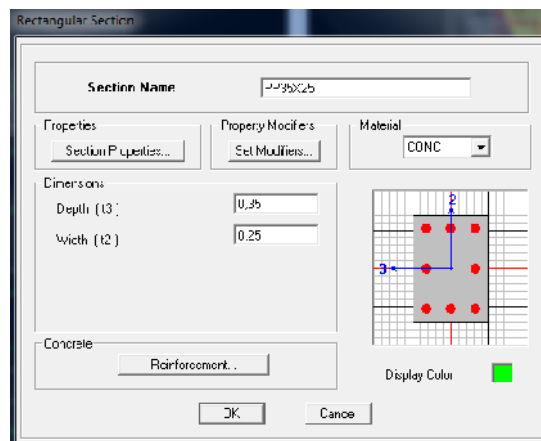 Rectangular Section
Section Name
PP35X25
Properties
Section Properties...
Property Modifiers
Set Modifiers...
Material
CONC
Dimensions
Depth (t3)
0,35
Width (t2)
0.25
2
3
Concrete
Reinforcement...
Display Color
OK
Cancel